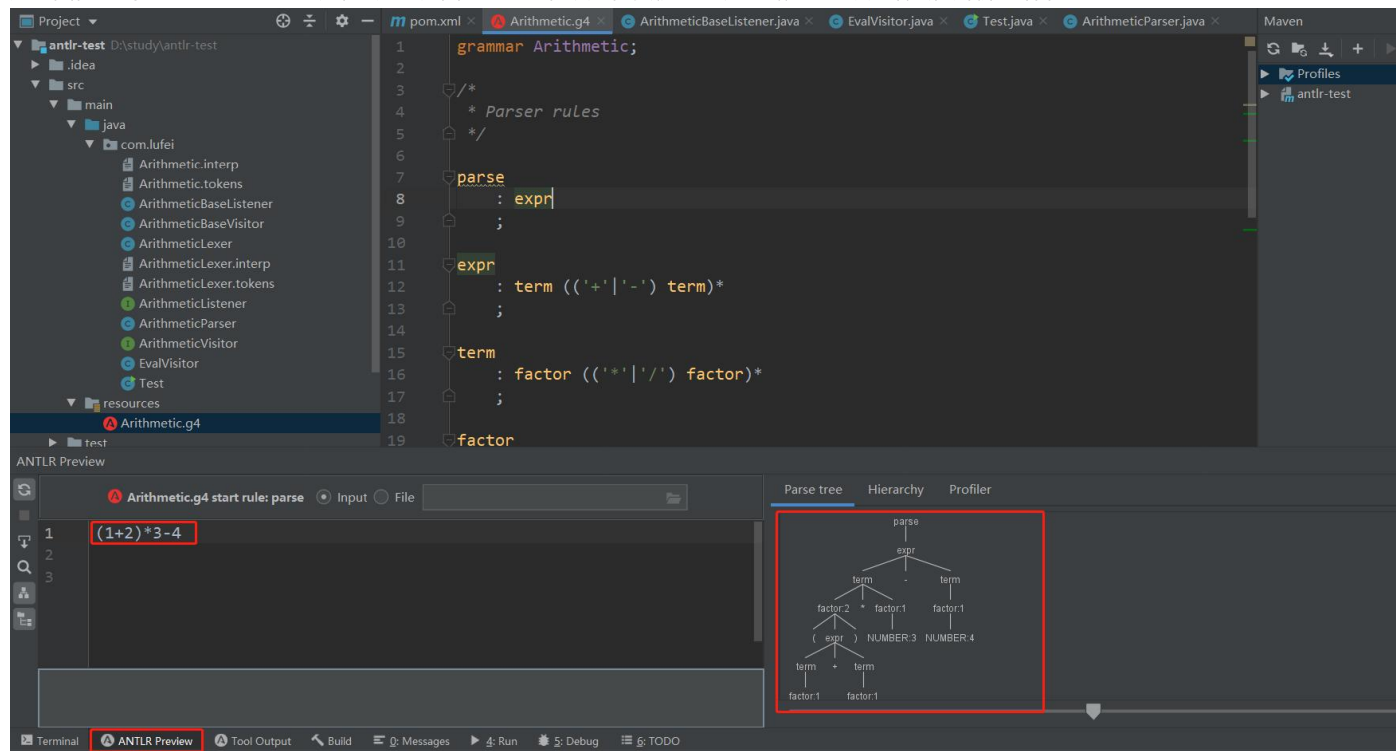 Project
pom.xml
Arithmetic.g4
ArithmeticBaseListener.java
EvalVisitor.java
Test.java
ArithmeticParser.java
Maven
antlr-test D:\study\antlr-test
.idea
src
main
java
com.lufei
Arithmetic.interp
Arithmetic.tokens
ArithmeticBaseListener
ArithmeticBaseVisitor
ArithmeticLexer
ArithmeticLexer.interp
ArithmeticLexer.tokens
ArithmeticListener
ArithmeticParser
ArithmeticVisitor
EvalVisitor
Test
resources
Arithmetic.g4
test
1 grammar Arithmetic;
2
3 /*
4 * Parser rules
5 */
6
7 parse
8 : expr
9 ;
10
11 expr
12 : term (('+'|'-') term)*
13 ;
14
15 term
16 : factor (('*'|'/') factor)*
17 ;
18
19 factor
Profiles
antlr-test
ANTLR Preview
Arithmetic.g4 start rule: parse Input File
1 (1+2)*3-4
2
3
Parse tree Hierarchy Profiler
parse
expr
term - term
factor:2 * factor:1 factor:1
( expr ) NUMBER:3 NUMBER:4
term + term
factor:1 factor:1
Terminal ANTLR Preview Tool Output Build 0: Messages 4: Run 5: Debug 6: TODO